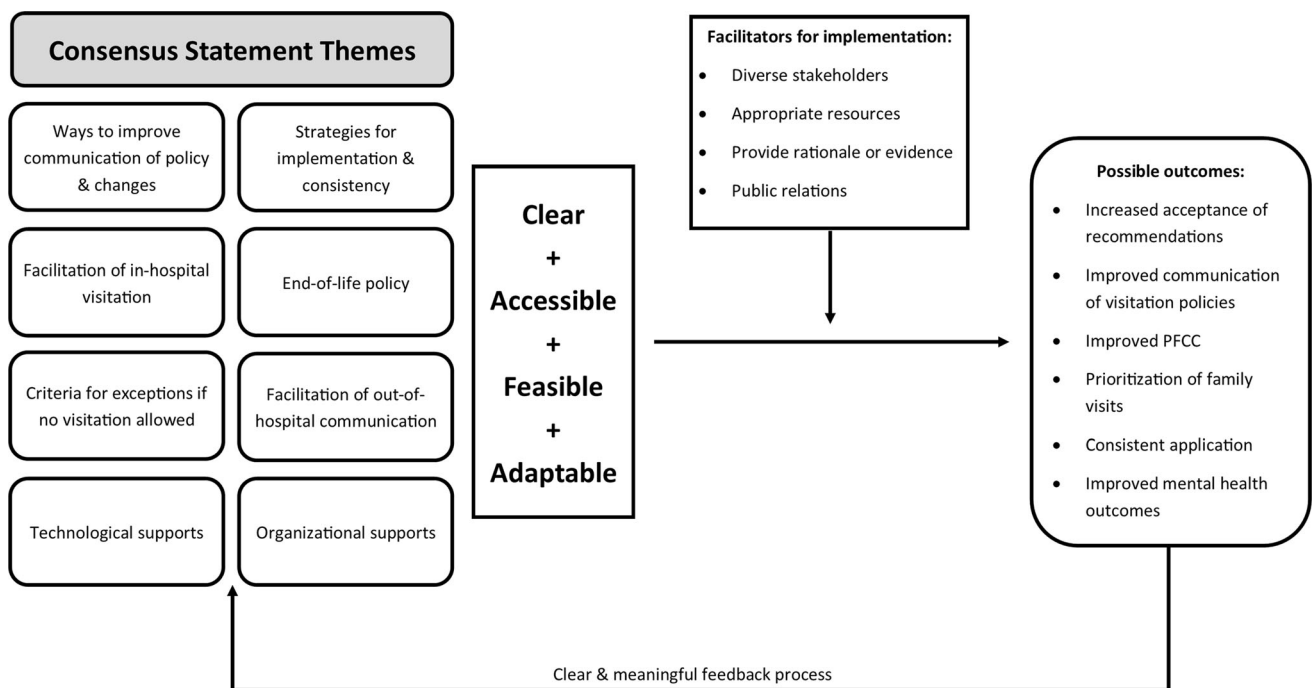 Consensus Statement Themes
Ways to improve
communication of policy
& changes
Strategies for
implementation &
consistency
Facilitation of in-hospital
visitation
End-of-life policy
Criteria for exceptions if
no visitation allowed
Facilitation of out-of-
hospital communication
Technological supports
Organizational supports
Clear
+
Accessible
+
Feasible
+
Adaptable
Facilitators for implementation:
• Diverse stakeholders
• Appropriate resources
• Provide rationale or evidence
• Public relations
Possible outcomes:
• Increased acceptance of
recommendations
• Improved communication
of visitation policies
• Improved PFCC
• Prioritization of family
visits
• Consistent application
• Improved mental health
outcomes
Clear & meaningful feedback process